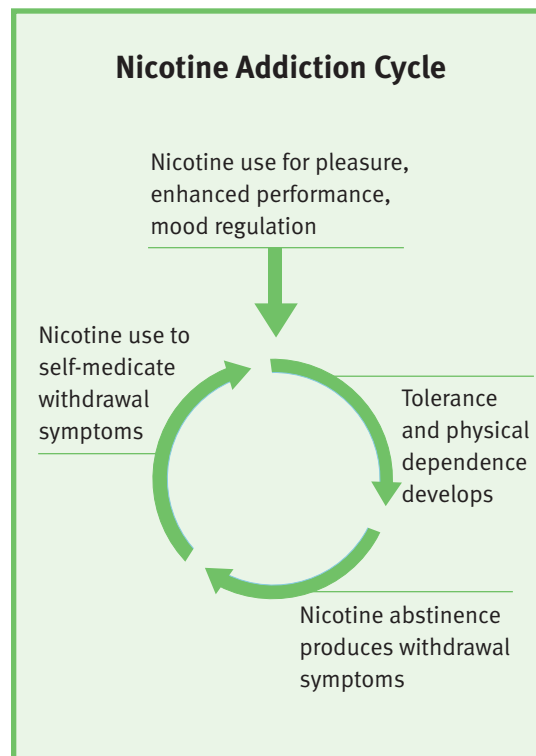 Nicotine Addiction Cycle
Nicotine use for pleasure,
enhanced performance,
mood regulation
Nicotine use to
self-medicate
withdrawal
symptoms
Tolerance
and physical
dependence
develops
Nicotine abstinence
produces withdrawal
symptoms